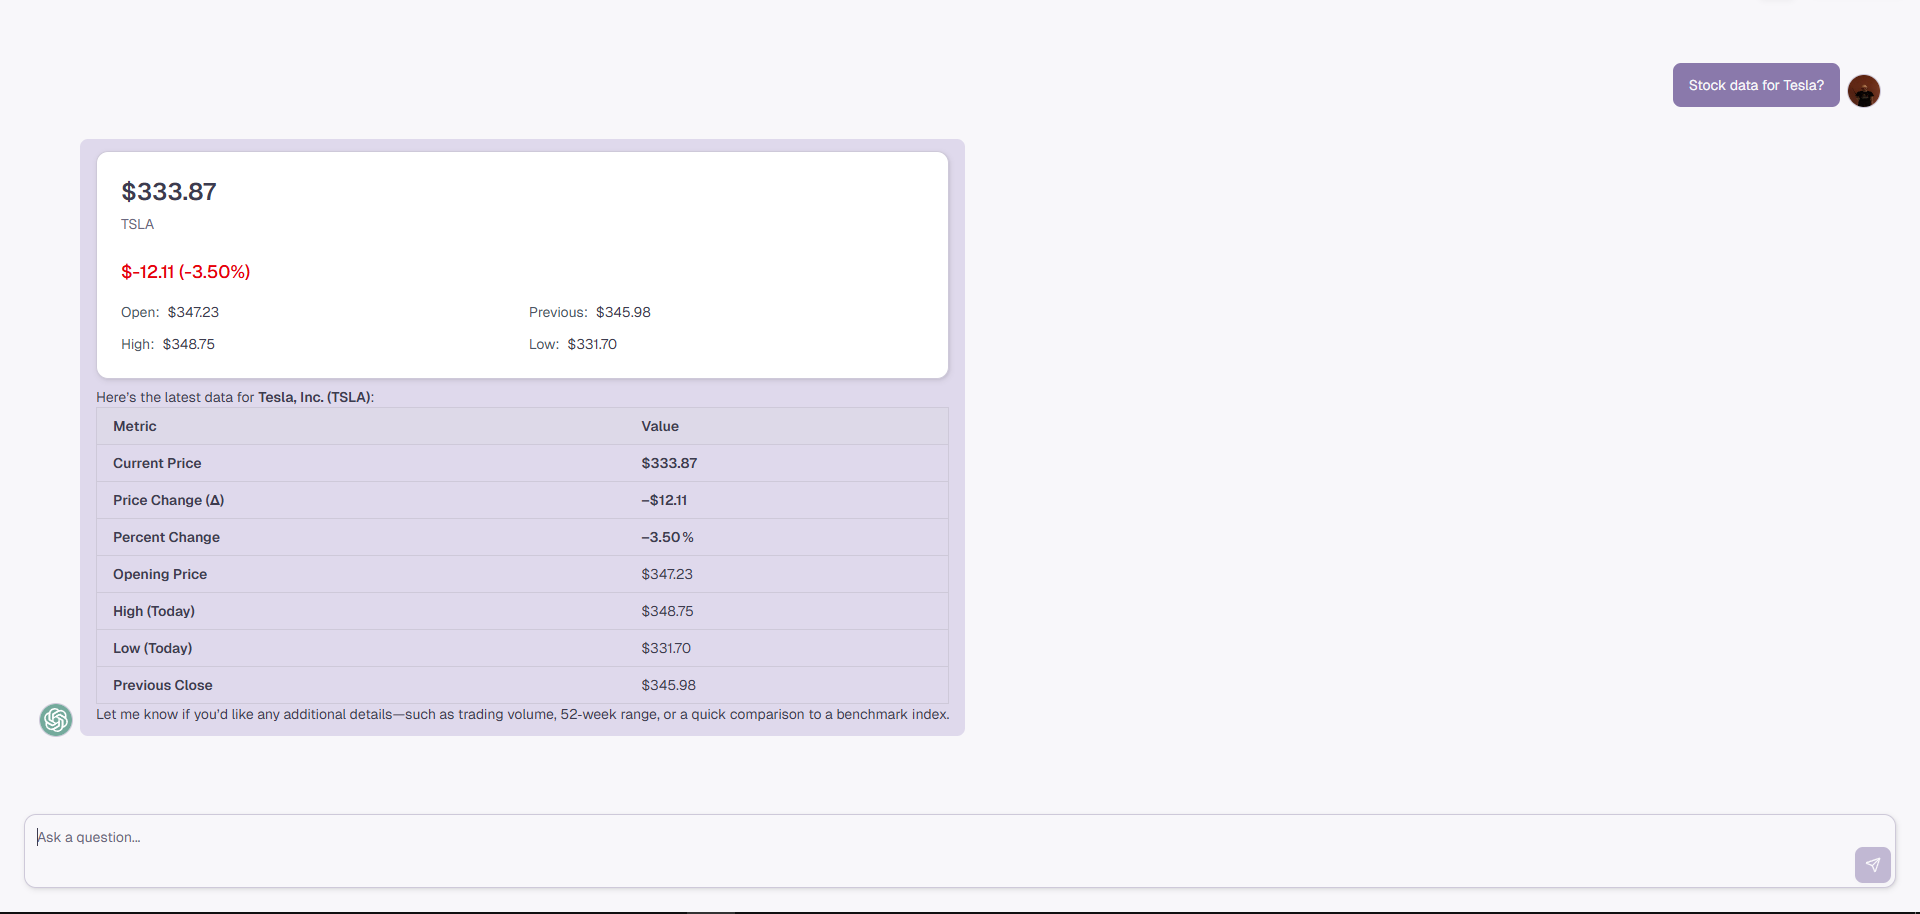 Stock data for Tesla?
$333.87
TSLA
$-12.11 (-3.50%)
Open: $347.23 Previous: $345.98
High: $348.75 Low: $331.70
Here's the latest data for Tesla, Inc. (TSLA):
Metric Value
Current Price $333.87
Price Change (Δ) –$12.11
Percent Change –3.50 %
Opening Price $347.23
High (Today) $348.75
Low (Today) $331.70
Previous Close $345.98
Let me know if you'd like any additional details—such as trading volume, 52-week range, or a quick comparison to a benchmark index.
Ask a question...